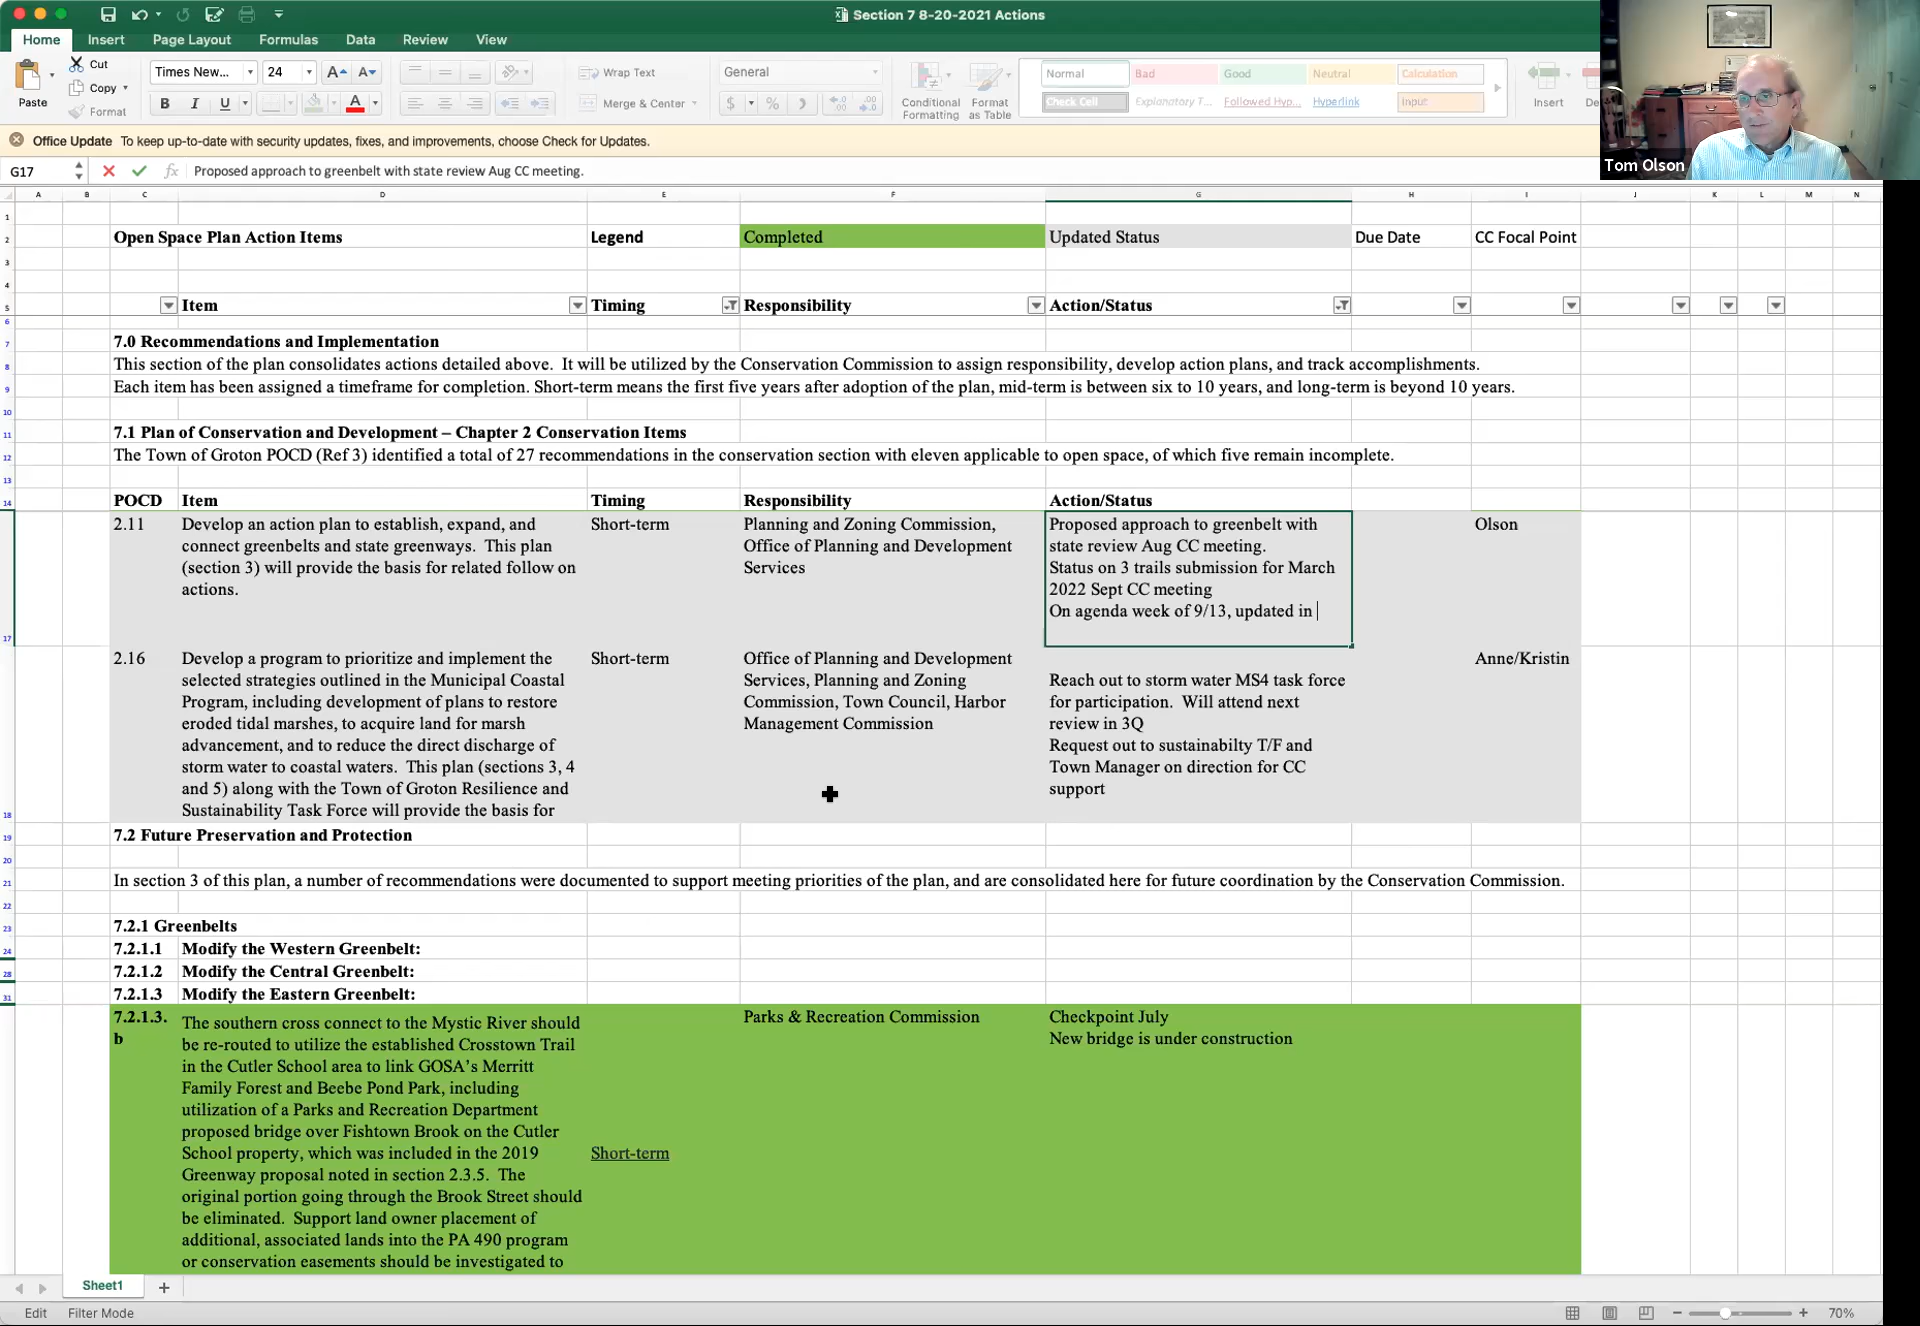 Section 7 8-20-2021 Actions
Home Insert Page Layout Formulas Data Review View
Paste
Cut
Copy
Format
Times New... 24
A A
B I U A
Wrap Text
Merge & Center
General
$ %
Conditional Formatting
Format as Table
Normal Bad Good Neutral Calculation
Check Cell Explanatory T... Followed Hyp... Hyperlink Input
Insert
De
Tom Olson
Office Update To keep up-to-date with security updates, fixes, and improvements, choose Check for Updates.
G17 fx Proposed approach to greenbelt with state review Aug CC meeting.
A B C D E F G H I J K L M N
1
2 Open Space Plan Action Items Legend Completed Updated Status Due Date CC Focal Point
3
4
5 Item Timing Responsibility Action/Status
6
7 7.0 Recommendations and Implementation
8 This section of the plan consolidates actions detailed above. It will be utilized by the Conservation Commission to assign responsibility, develop action plans, and track accomplishments.
9 Each item has been assigned a timeframe for completion. Short-term means the first five years after adoption of the plan, mid-term is between six to 10 years, and long-term is beyond 10 years.
10
11 7.1 Plan of Conservation and Development – Chapter 2 Conservation Items
12 The Town of Groton POCD (Ref 3) identified a total of 27 recommendations in the conservation section with eleven applicable to open space, of which five remain incomplete.
13
14 POCD Item Timing Responsibility Action/Status
17
2.11
Develop an action plan to establish, expand, and
connect greenbelts and state greenways. This plan
(section 3) will provide the basis for related follow on
actions.
Short-term
Planning and Zoning Commission,
Office of Planning and Development
Services
Proposed approach to greenbelt with
state review Aug CC meeting.
Status on 3 trails submission for March
2022 Sept CC meeting
On agenda week of 9/13, updated in
Olson
18
2.16
Develop a program to prioritize and implement the
selected strategies outlined in the Municipal Coastal
Program, including development of plans to restore
eroded tidal marshes, to acquire land for marsh
advancement, and to reduce the direct discharge of
storm water to coastal waters. This plan (sections 3, 4
and 5) along with the Town of Groton Resilience and
Sustainability Task Force will provide the basis for
Short-term
Office of Planning and Development
Services, Planning and Zoning
Commission, Town Council, Harbor
Management Commission
Reach out to storm water MS4 task force
for participation. Will attend next
review in 3Q
Request out to sustainabilty T/F and
Town Manager on direction for CC
support
Anne/Kristin
19 7.2 Future Preservation and Protection
20
21 In section 3 of this plan, a number of recommendations were documented to support meeting priorities of the plan, and are consolidated here for future coordination by the Conservation Commission.
22
23 7.2.1 Greenbelts
24 7.2.1.1 Modify the Western Greenbelt:
28 7.2.1.2 Modify the Central Greenbelt:
31 7.2.1.3 Modify the Eastern Greenbelt:
7.2.1.3.
b
The southern cross connect to the Mystic River should
be re-routed to utilize the established Crosstown Trail
in the Cutler School area to link GOSA's Merritt
Family Forest and Beebe Pond Park, including
utilization of a Parks and Recreation Department
proposed bridge over Fishtown Brook on the Cutler
School property, which was included in the 2019
Greenway proposal noted in section 2.3.5. The
original portion going through the Brook Street should
be eliminated. Support land owner placement of
additional, associated lands into the PA 490 program
or conservation easements should be investigated to
Short-term
Parks & Recreation Commission
Checkpoint July
New bridge is under construction
Sheet1
Edit Filter Mode
70%